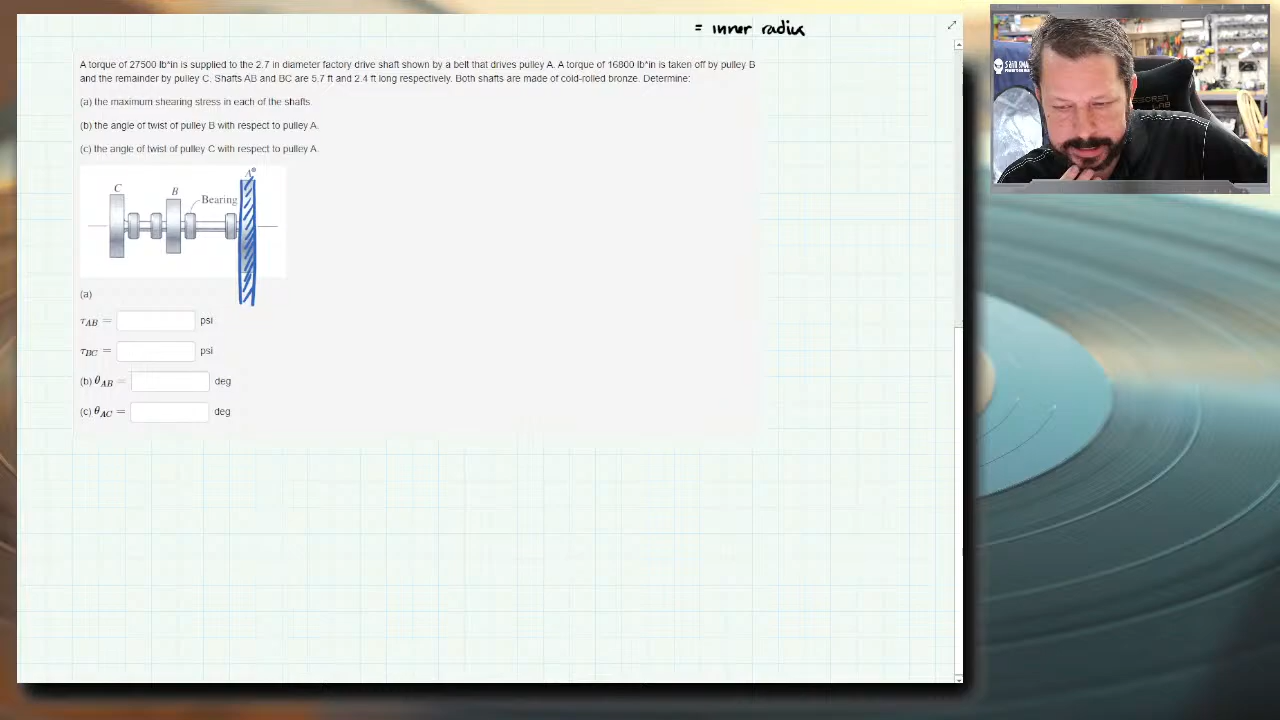 = inner radius
A torque of 27500 lb*in is supplied to the 2.7 in diameter factory drive shaft shown by a belt that drives pulley A. A torque of 16800 lb*in is taken off by pulley B
and the remainder by pulley C. Shafts AB and BC are 5.7 ft and 2.4 ft long respectively. Both shafts are made of cold-rolled bronze. Determine:
(a) the maximum shearing stress in each of the shafts.
(b) the angle of twist of pulley B with respect to pulley A.
(c) the angle of twist of pulley C with respect to pulley A.
A
C
B
Bearing
(a)
τAB = psi
τBC = psi
(b) θAB = deg
(c) θAC = deg